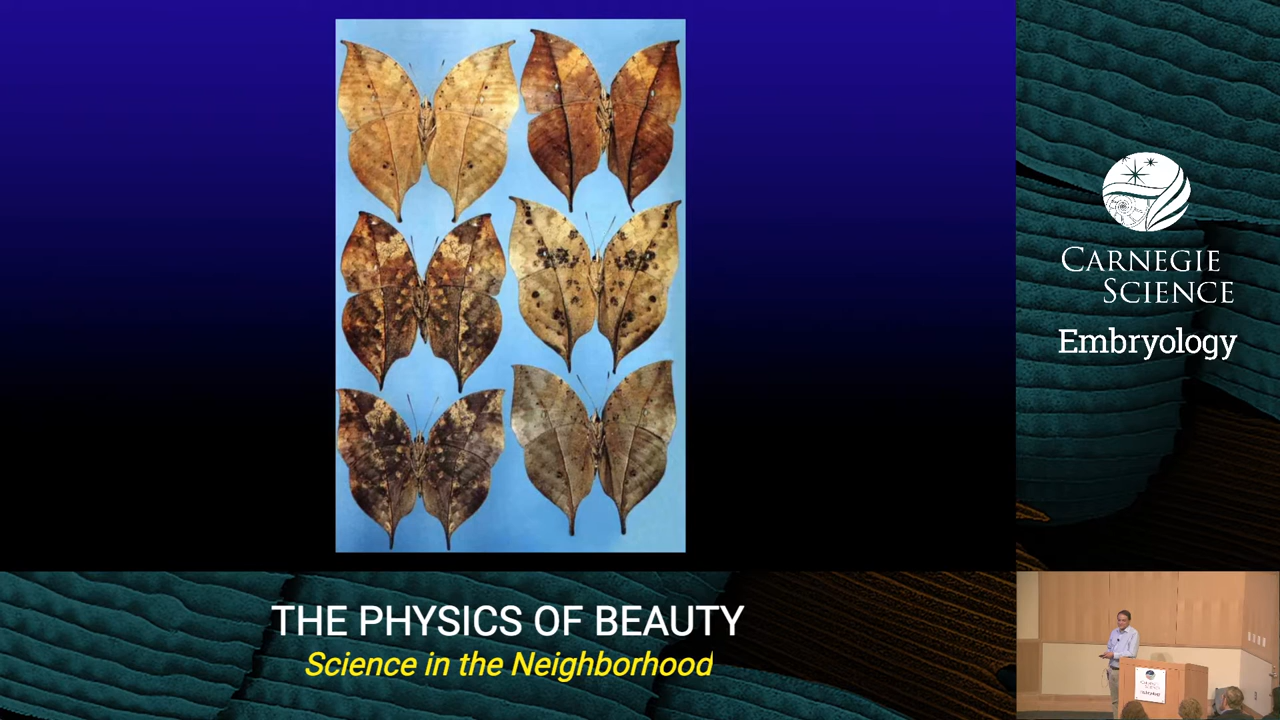 CARNEGIE
SCIENCE
Embryology
THE PHYSICS OF BEAUTY
Science in the Neighborhood